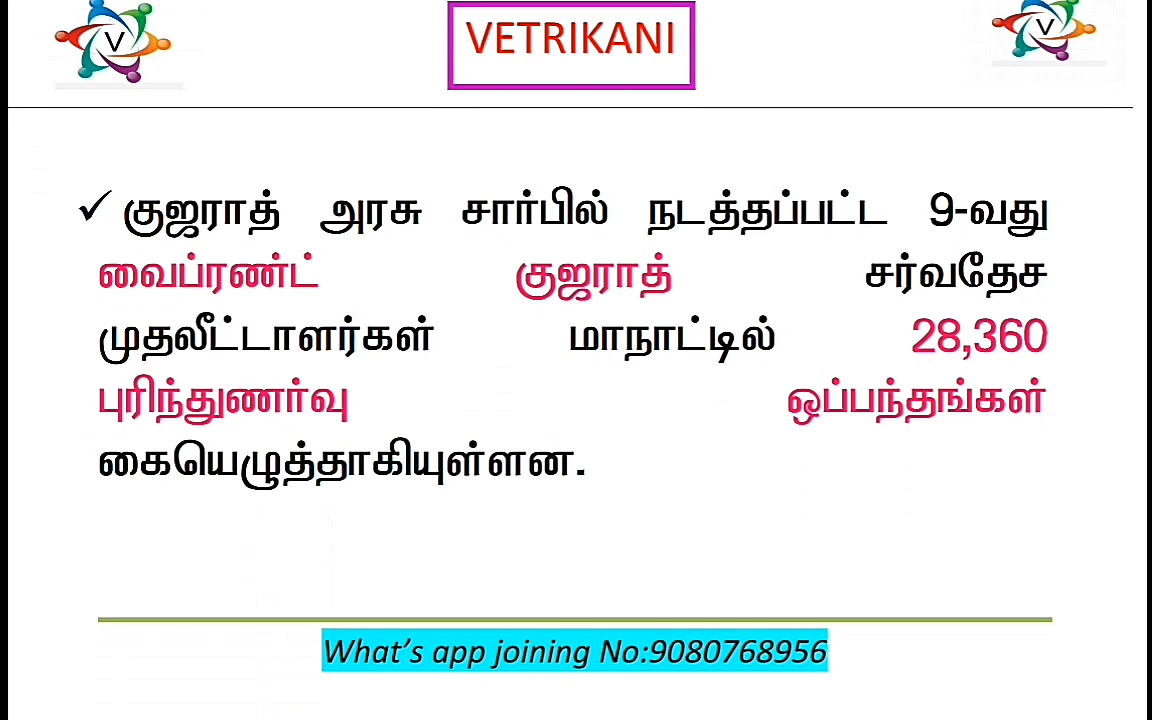 V
VETRIKANI
V
✓ குஜராத் அரசு சார்பில் நடத்தப்பட்ட 9-வது
வைப்ரண்ட் குஜராத் சர்வதேச
முதலீட்டாளர்கள் மாநாட்டில் 28,360
புரிந்துணர்வு ஒப்பந்தங்கள்
கையெழுத்தாகியுள்ளன.
What's app joining No:9080768956